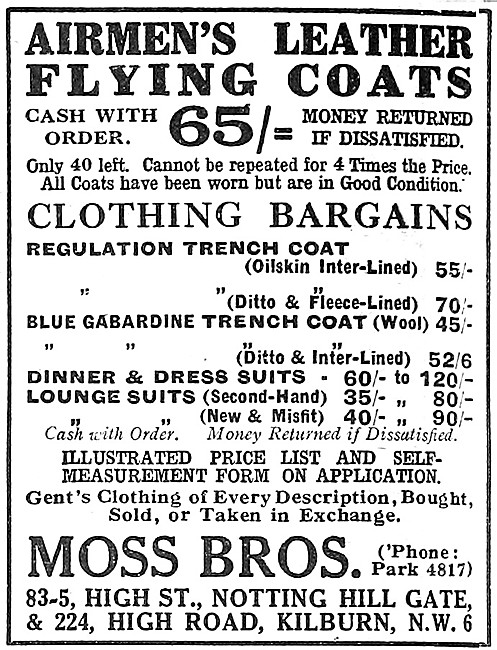 AIRMEN'S LEATHER
FLYING COATS
CASH WITH ORDER. 65/= MONEY RETURNED IF DISSATISFIED.
Only 40 left. Cannot be repeated for 4 Times the Price.
All Coats have been worn but are in Good Condition.
CLOTHING BARGAINS
REGULATION TRENCH COAT
(Oilskin Inter-Lined) 55/-
" " "
(Ditto & Fleece-Lined) 70/-
BLUE GABARDINE TRENCH COAT (Wool) 45/-
" " " "
(Ditto & Inter-Lined) 52/6
DINNER & DRESS SUITS - 60/- to 120/-
LOUNGE SUITS (Second-Hand) 35/- „ 80/-
„ „ (New & Misfit) 40/- „ 90/-
Cash with Order. Money Returned if Dissatisfied.
ILLUSTRATED PRICE LIST AND SELF-
MEASUREMENT FORM ON APPLICATION.
Gent's Clothing of Every Description, Bought,
Sold, or Taken in Exchange.
MOSS BROS. ('Phone: Park 4817)
83-5, HIGH ST., NOTTING HILL GATE,
& 224, HIGH ROAD, KILBURN, N.W. 6